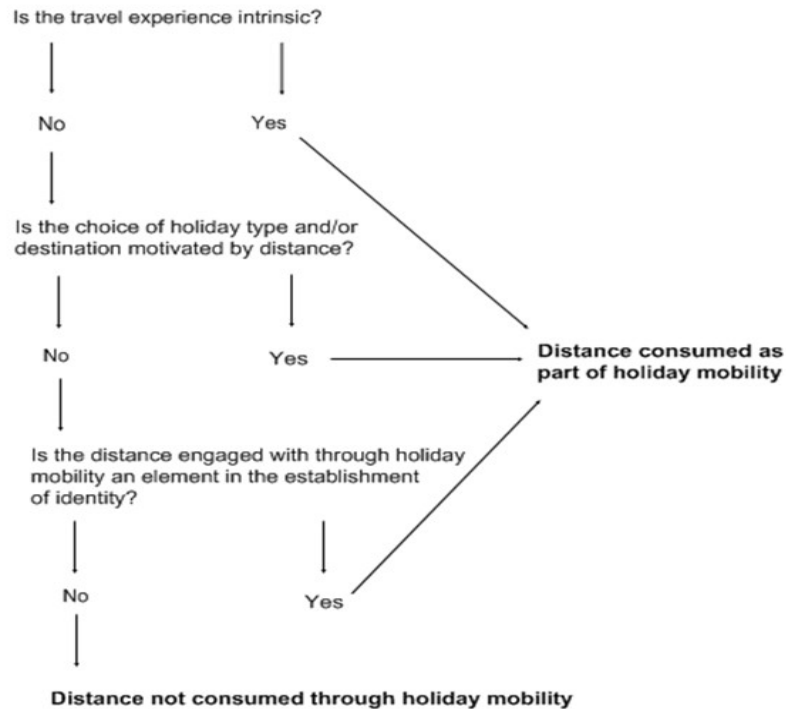 Is the travel experience intrinsic?
No
Yes
Is the choice of holiday type and/or
destination motivated by distance?
No
Yes
Distance consumed as
part of holiday mobility
Is the distance engaged with through holiday
mobility an element in the establishment
of identity?
No
Yes
Distance not consumed through holiday mobility